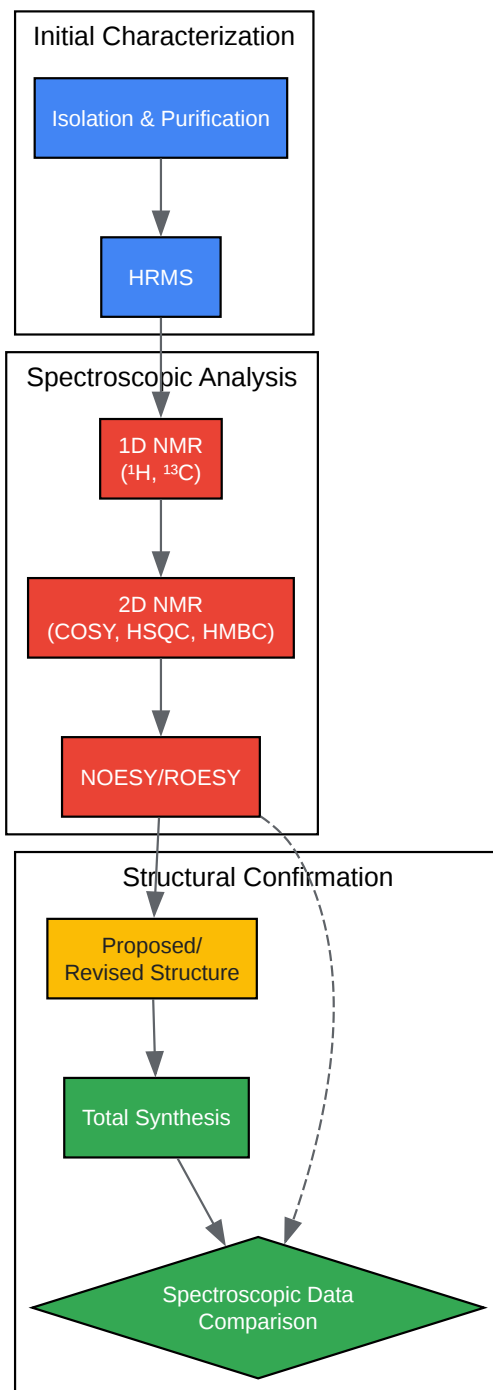 Initial Characterization
Isolation & Purification
HRMS
Spectroscopic Analysis
1D NMR
(¹H, ¹³C)
2D NMR
(COSY, HSQC, HMBC)
NOESY/ROESY
Structural Confirmation
Proposed/
Revised Structure
Total Synthesis
Spectroscopic Data
Comparison